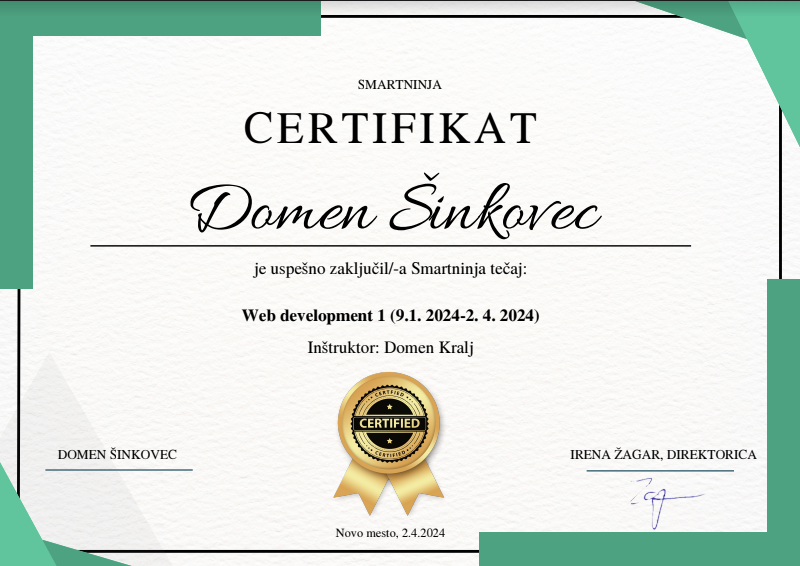 SMARTNINJA
CERTIFIKAT
Domen Šinkovec
je uspešno zaključil/-a Smartninja tečaj:
Web development 1 (9.1. 2024-2. 4. 2024)
Inštruktor: Domen Kralj
CERTIFIED
CERTIFIED
CERTIFIED
DOMEN ŠINKOVEC
IRENA ŽAGAR, DIREKTORICA
Novo mesto, 2.4.2024